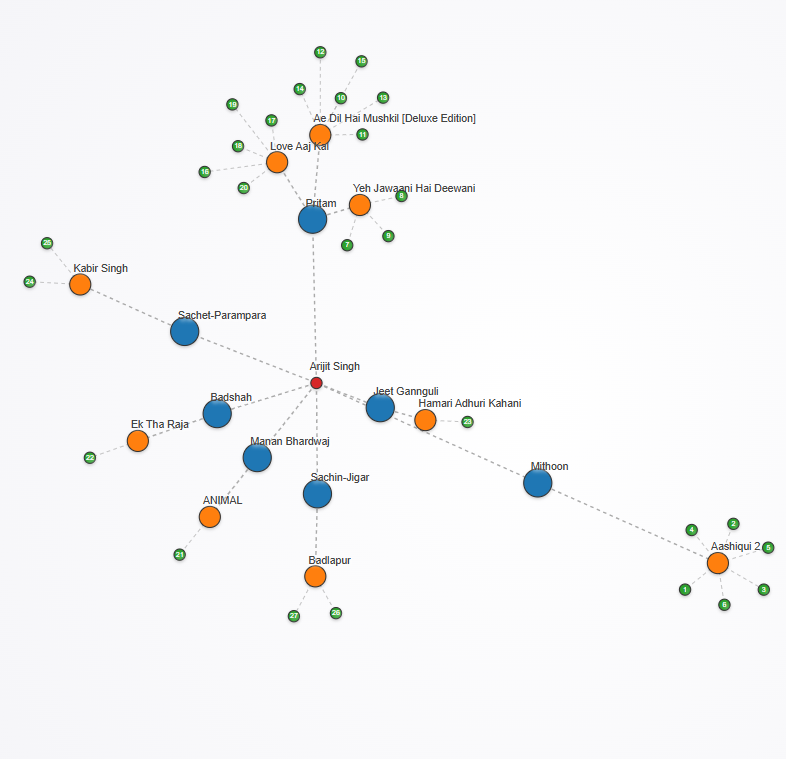 12
15
14
10
13
19
Ae Dil Hai Mushkil [Deluxe Edition]
17
11
18
Love Aaj Kal
16
20
Yeh Jawaani Hai Deewani
8
Pritam
9
7
25
Kabir Singh
24
Sachet-Parampara
Arijit Singh
Jeet Gannguli
Badshah
Hamari Adhuri Kahani
23
Ek Tha Raja
Manan Bhardwaj
22
Mithoon
Sachin-Jigar
ANIMAL
2
4
Aashiqui 2
5
21
Badlapur
1
3
6
26
27